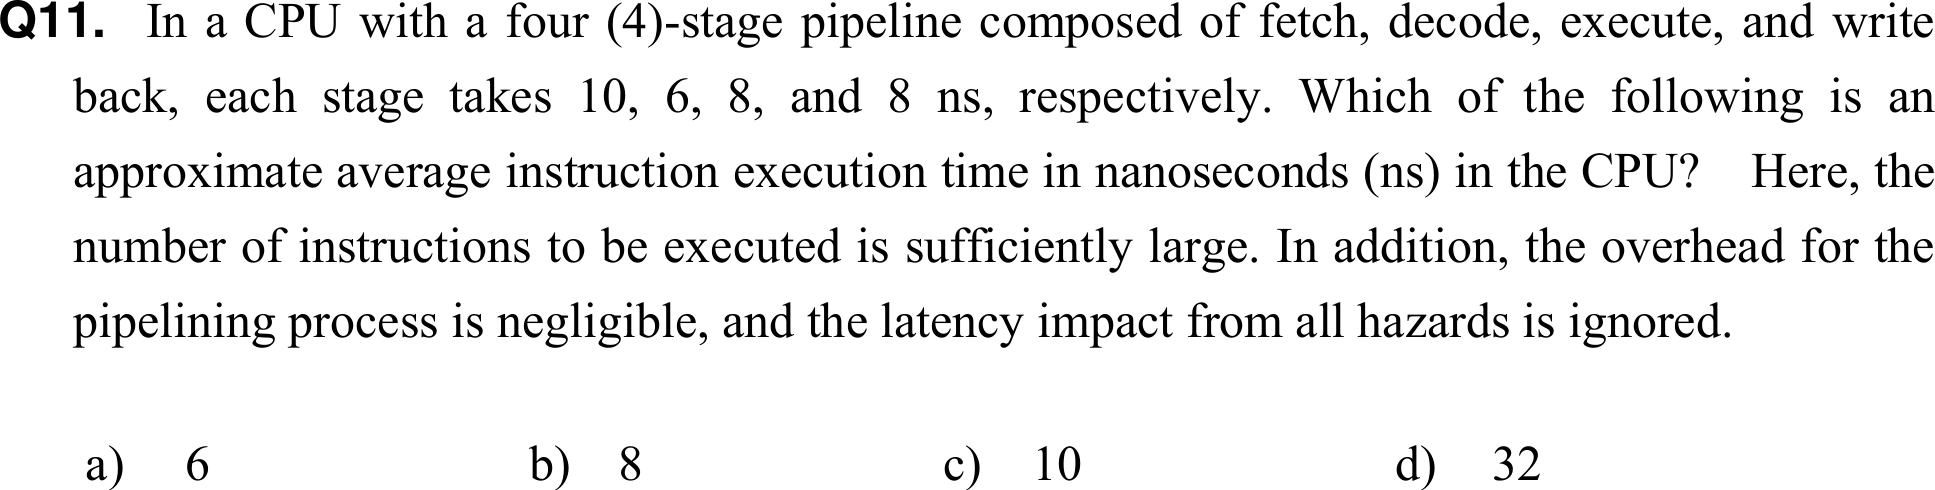 Q11. In a CPU with a four (4)-stage pipeline composed of fetch, decode, execute, and write
back, each stage takes 10, 6, 8, and 8 ns, respectively. Which of the following is an
approximate average instruction execution time in nanoseconds (ns) in the CPU? Here, the
number of instructions to be executed is sufficiently large. In addition, the overhead for the
pipelining process is negligible, and the latency impact from all hazards is ignored.
a) 6 b) 8 c) 10 d) 32